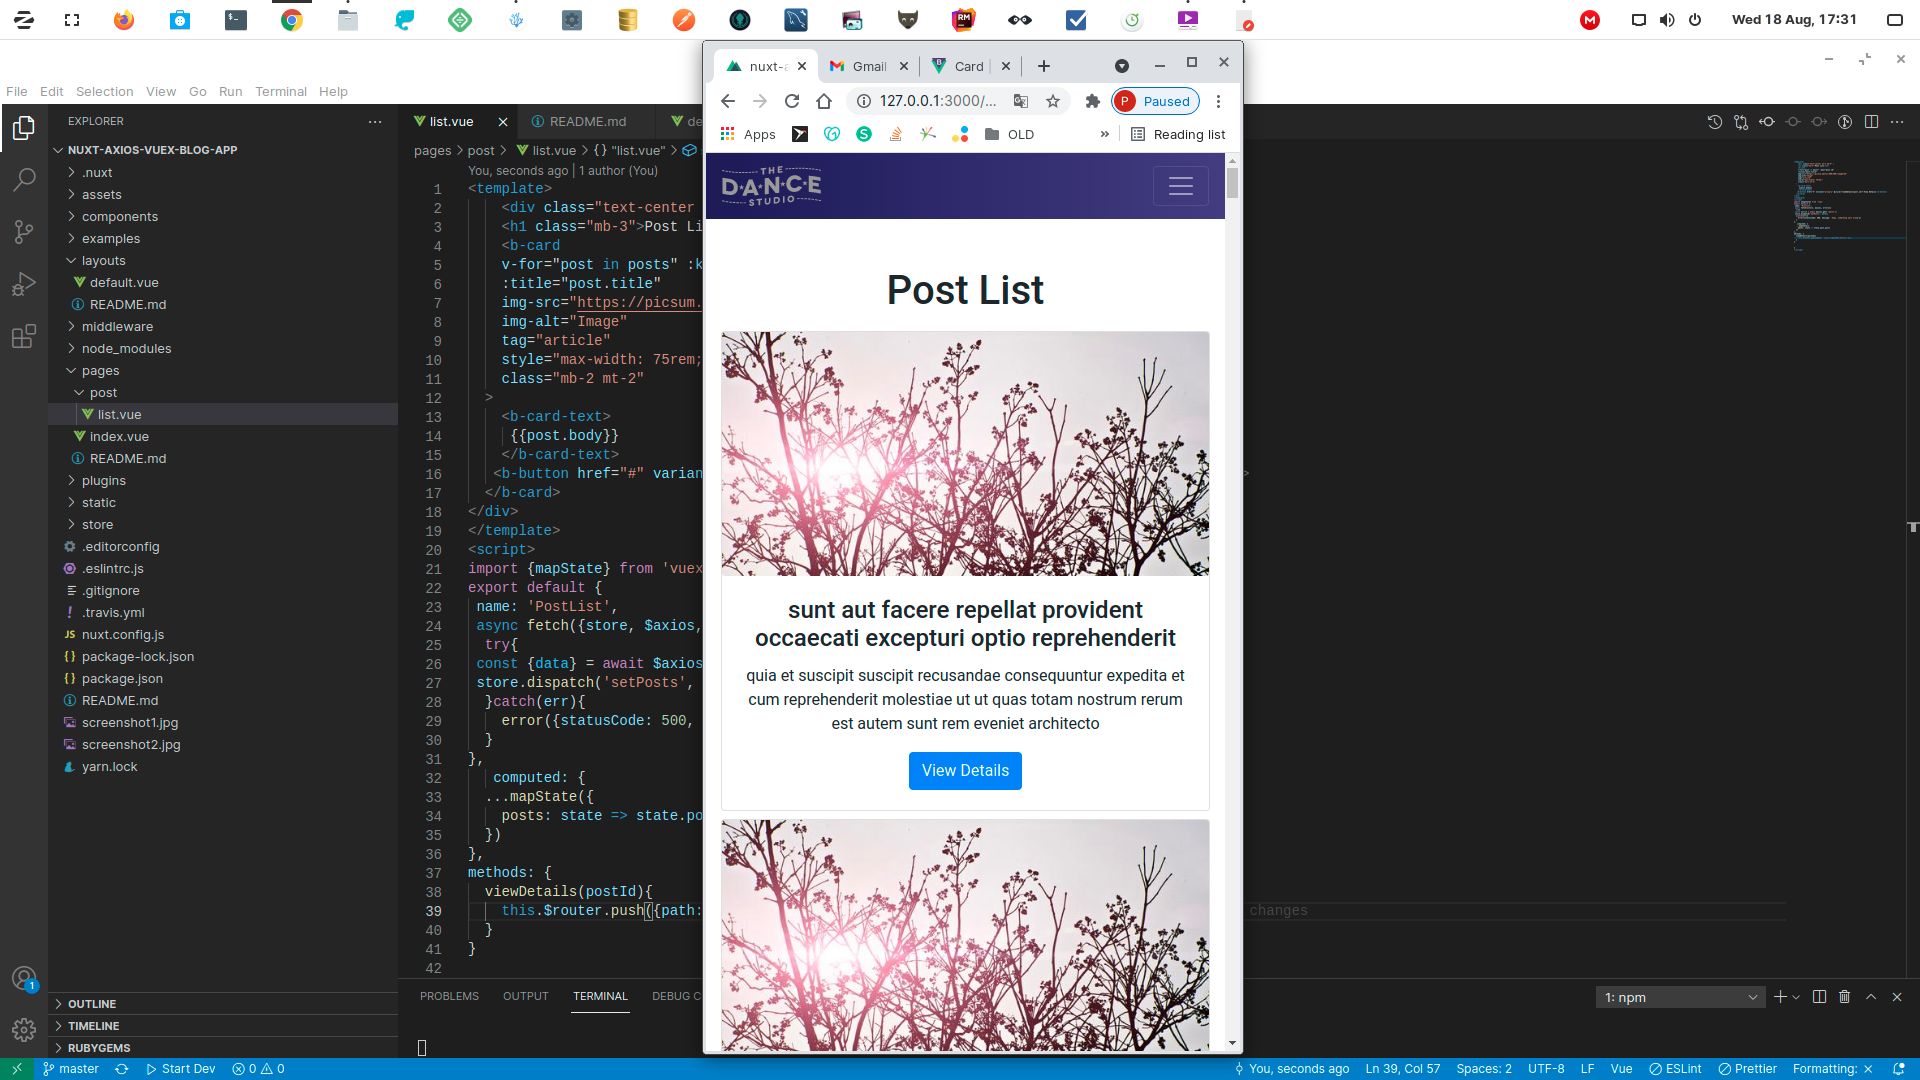 Wed 18 Aug, 17:31
File Edit Selection View Go Run Terminal Help
EXPLORER
NUXT-AXIOS-VUEX-BLOG-APP
.nuxt
assets
components
examples
layouts
default.vue
README.md
middleware
node_modules
pages
post
list.vue
index.vue
README.md
plugins
static
store
.editorconfig
.eslintrc.js
.gitignore
.travis.yml
JS nuxt.config.js
{} package-lock.json
{} package.json
README.md
screenshot1.jpg
screenshot2.jpg
yarn.lock
OUTLINE
TIMELINE
RUBYGEMS
list.vue README.md de
pages > post > list.vue > {} "list.vue" >
You, seconds ago | 1 author (You)
1 <template>
2 <div class="text-center
3 <h1 class="mb-3">Post Li
4 <b-card
5 v-for="post in posts" :k
6 :title="post.title"
7 img-src="https://picsum.
8 img-alt="Image"
9 tag="article"
10 style="max-width: 75rem;
11 class="mb-2 mt-2"
12 >
13 <b-card-text>
14 {{post.body}}
15 </b-card-text>
16 <b-button href="#" varian
17 </b-card>
18 </div>
19 </template>
20 <script>
21 import {mapState} from 'vuex
22 export default {
23 name: 'PostList',
24 async fetch({store, $axios,
25 try{
26 const {data} = await $axios
27 store.dispatch('setPosts',
28 }catch(err){
29 error({statusCode: 500,
30 }
31 },
32 computed: {
33 ...mapState({
34 posts: state => state.po
35 })
36 },
37 methods: {
38 viewDetails(postId){
39 this.$router.push({path: changes
40 }
41 }
42
PROBLEMS OUTPUT TERMINAL DEBUG C
1: npm
nuxt-a Gmail Card
127.0.0.1:3000/... P Paused
Apps OLD » Reading list
THE
DANCE
STUDIO
Post List
sunt aut facere repellat provident
occaecati excepturi optio reprehenderit
quia et suscipit suscipit recusandae consequuntur expedita et
cum reprehenderit molestiae ut ut quas totam nostrum rerum
est autem sunt rem eveniet architecto
View Details
master Start Dev 0 0 You, seconds ago Ln 39, Col 57 Spaces: 2 UTF-8 LF Vue ESLint Prettier Formatting: ×